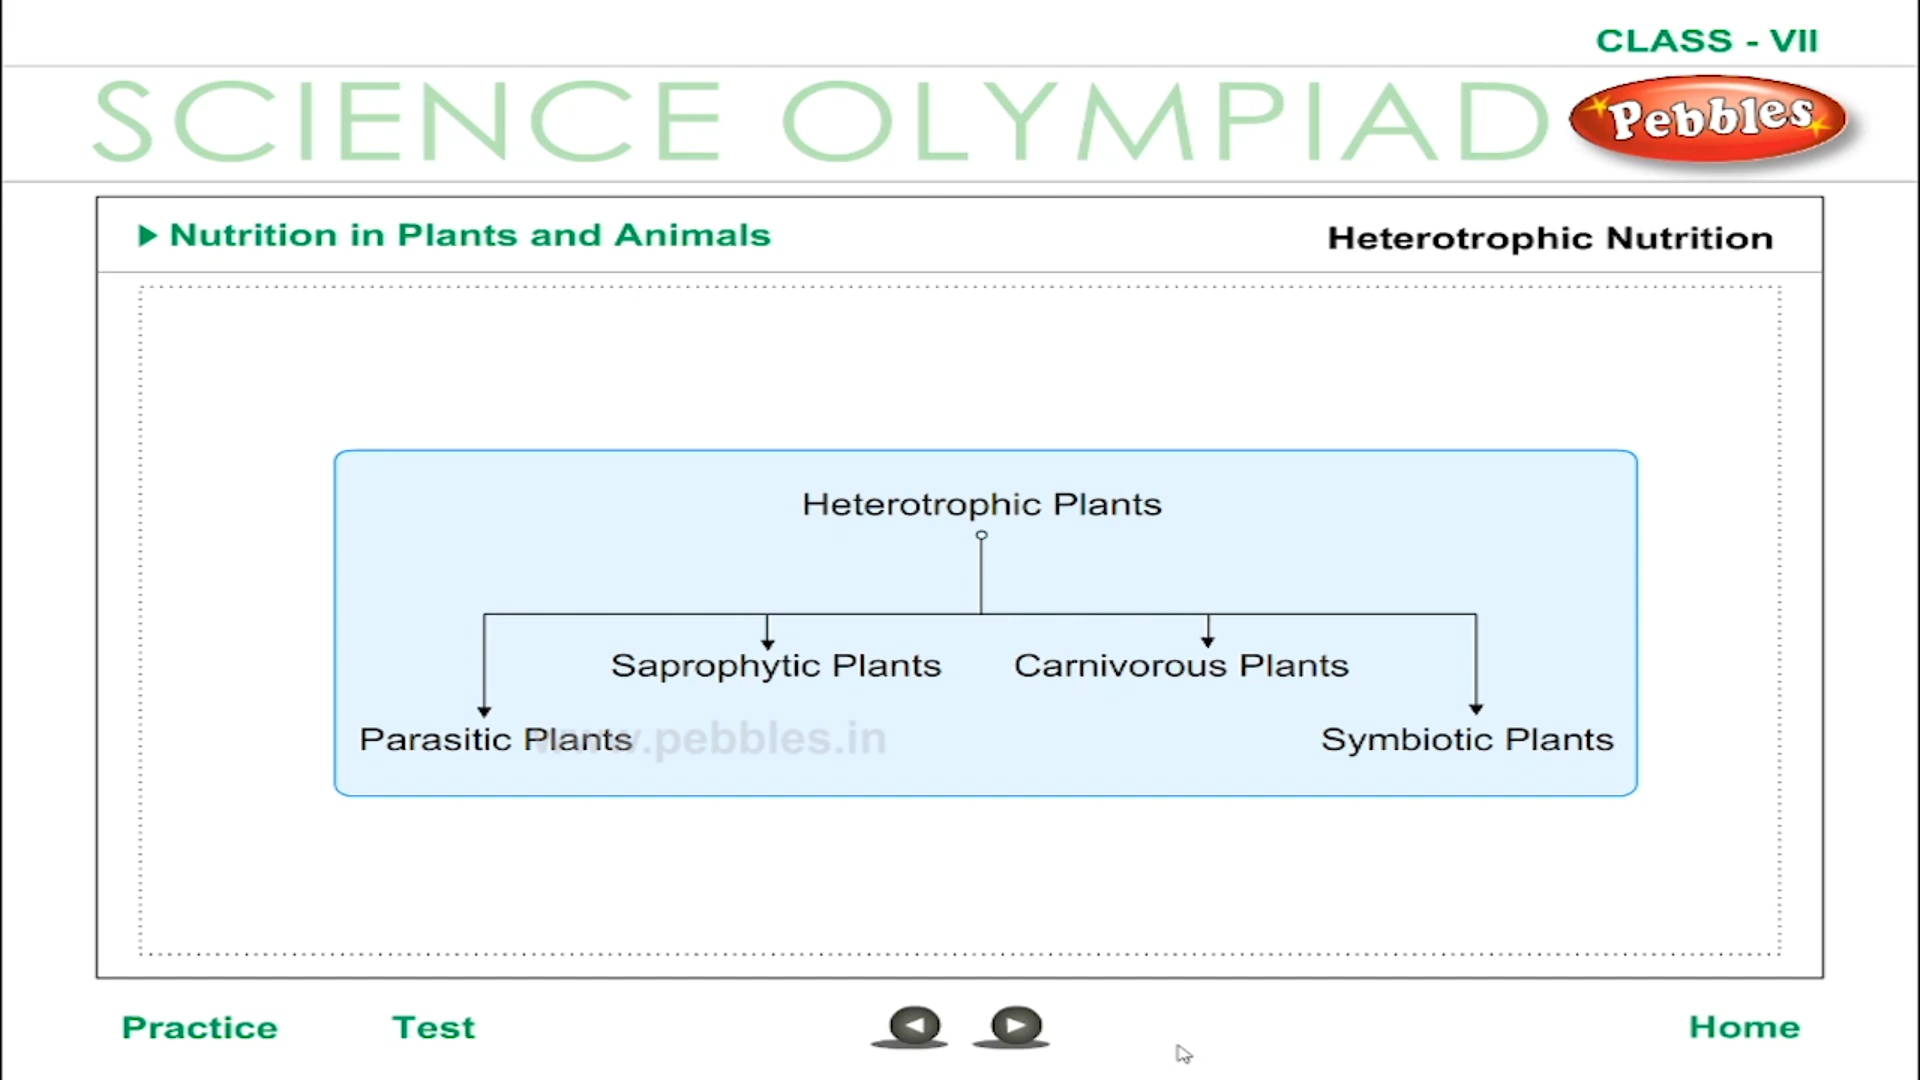 CLASS - VII
SCIENCE OLYMPIAD
Pebbles
Nutrition in Plants and Animals
Heterotrophic Nutrition
Heterotrophic Plants
Saprophytic Plants
Carnivorous Plants
Parasitic Plants
Symbiotic Plants
www.pebbles.in
Practice
Test
Home